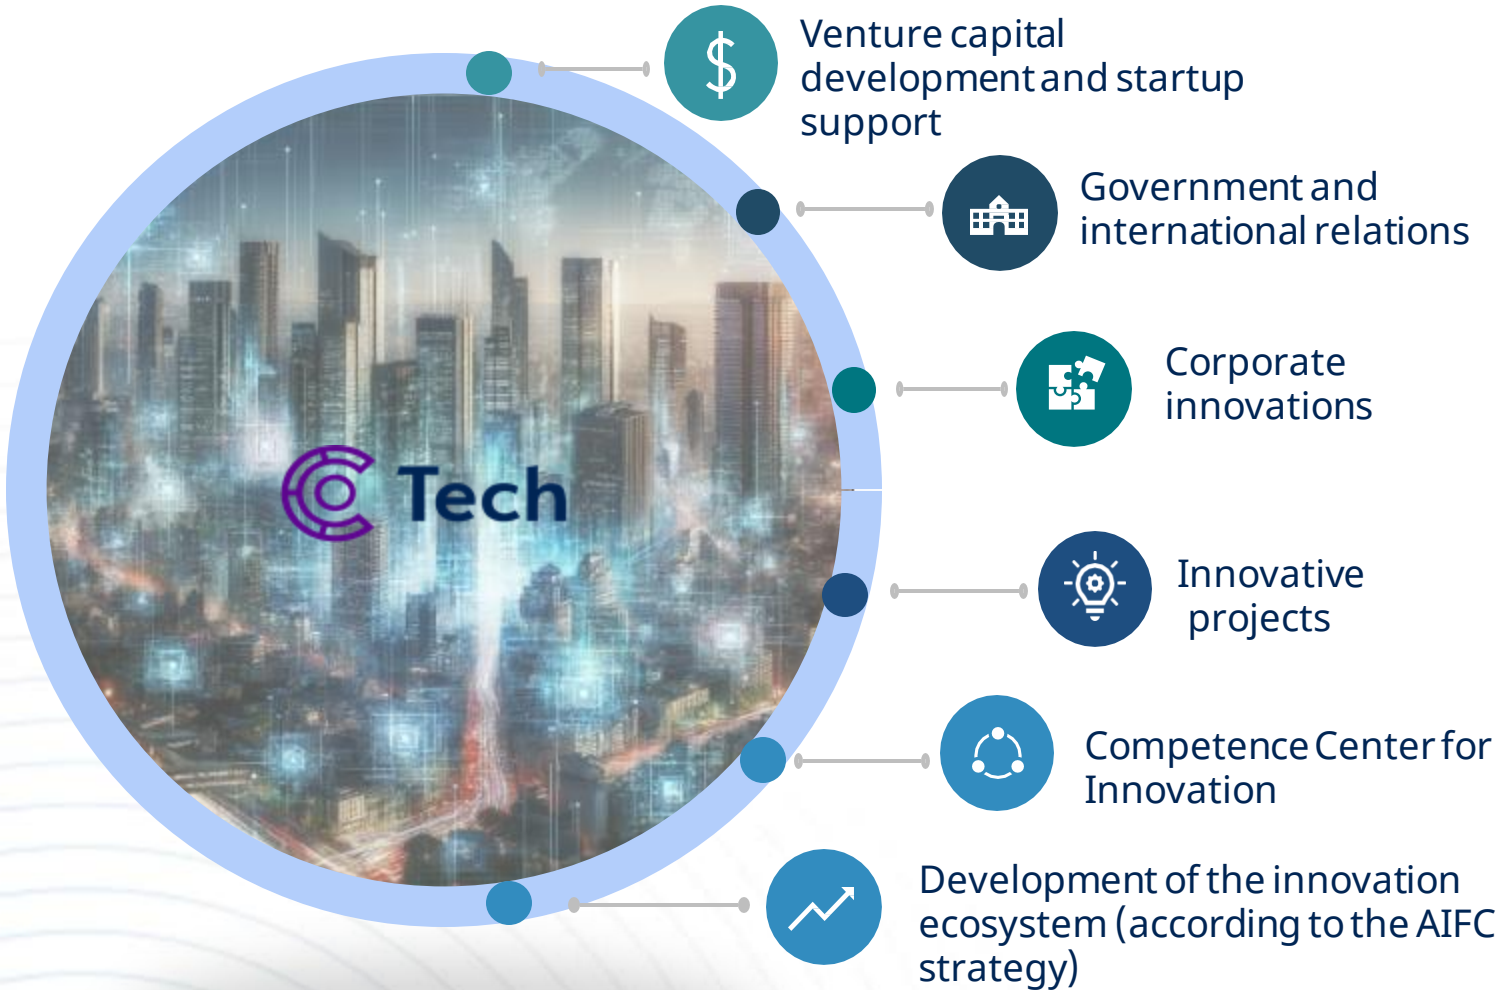 Venture capital
development and startup
support
Government and
international relations
Corporate
innovations
Tech
Innovative
projects
Competence Center for
Innovation
Development of the innovation
ecosystem (according to the AIFC
strategy)